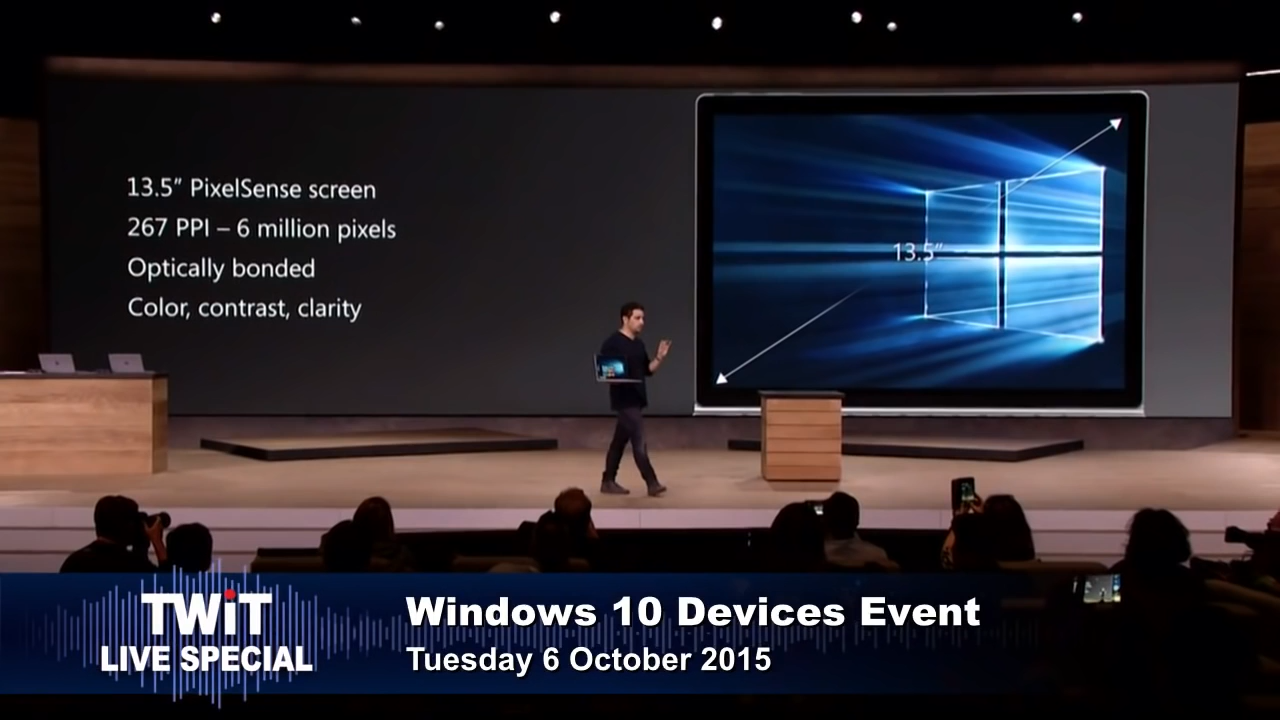 13.5” PixelSense screen
267 PPI – 6 million pixels
Optically bonded
Color, contrast, clarity
13.5”
TWiT
LIVE SPECIAL
Windows 10 Devices Event
Tuesday 6 October 2015